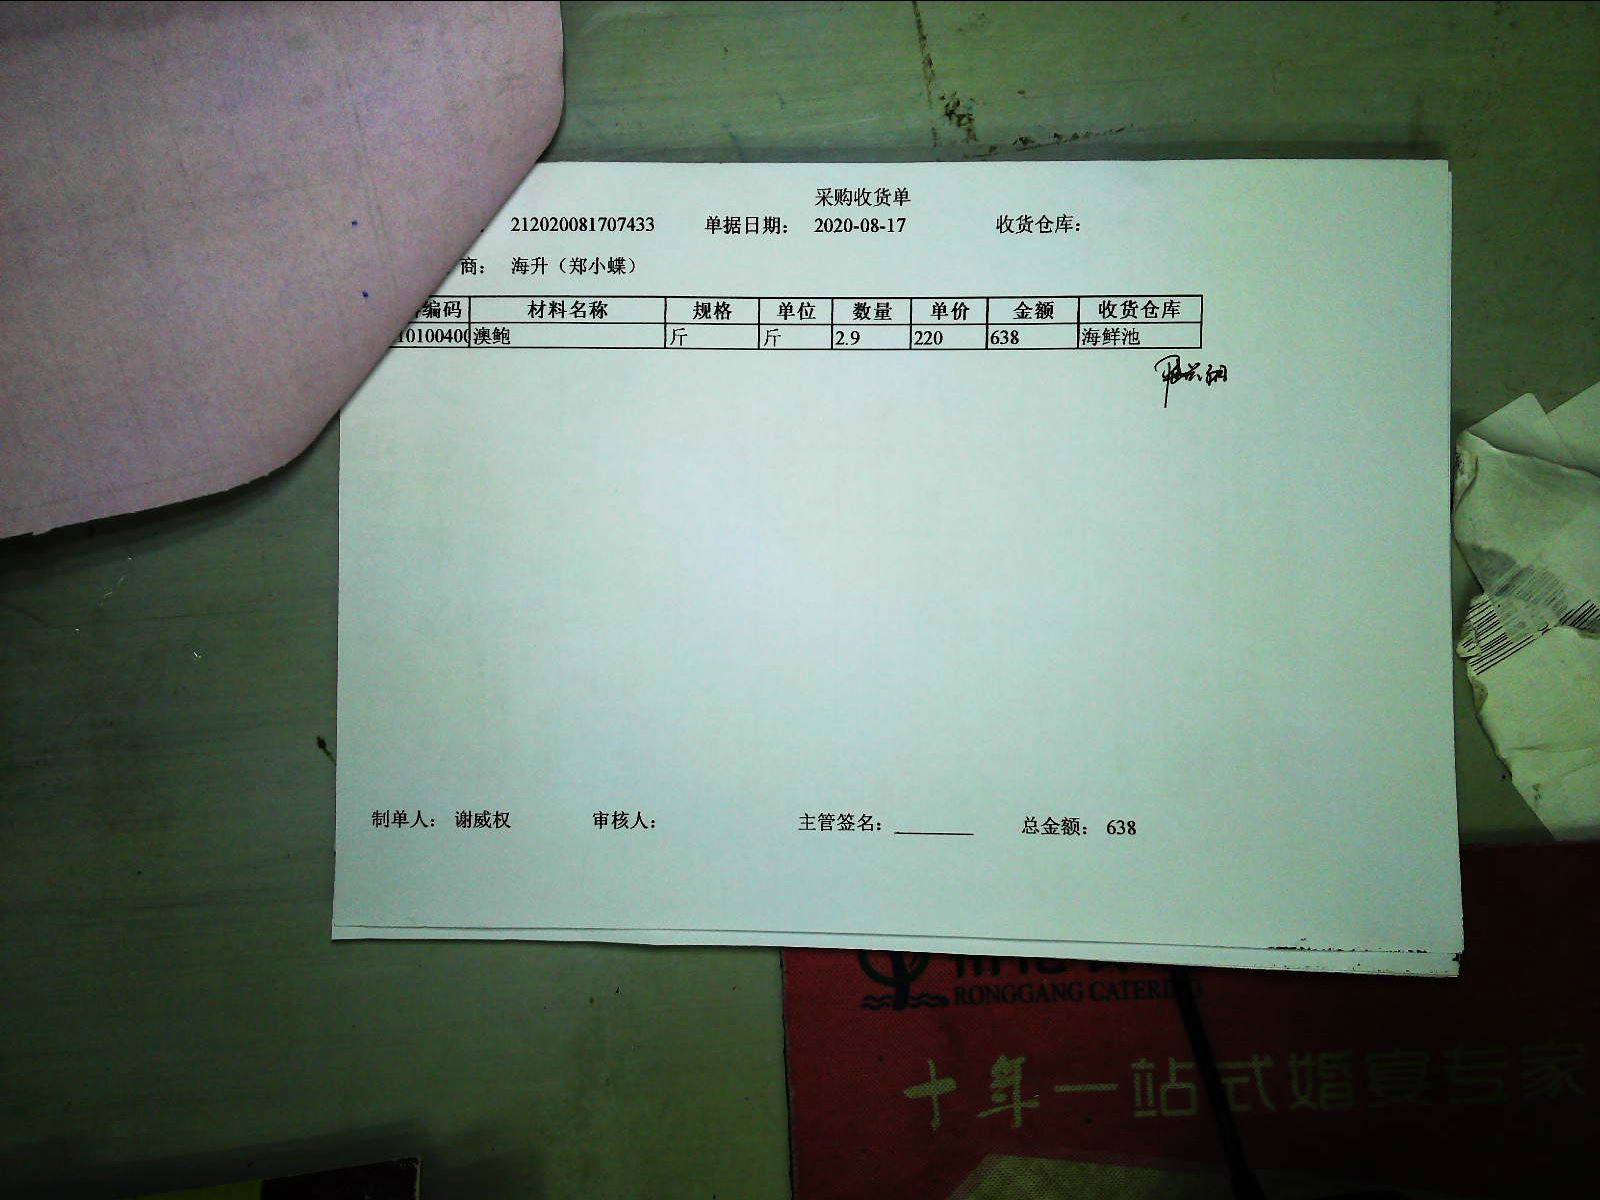 采购收货单
212020081707433 单据日期： 2020-08-17 收货仓库：
商： 海升（郑小蝶）
编码 材料名称 规格 单位 数量 单价 金额 收货仓库
10100400 澳鲍 斤 斤 2.9 220 638 海鲜池
制单人： 谢威权 审核人： 主管签名： 总金额： 638
RONGGANG CATERING
十年一站式婚宴专家